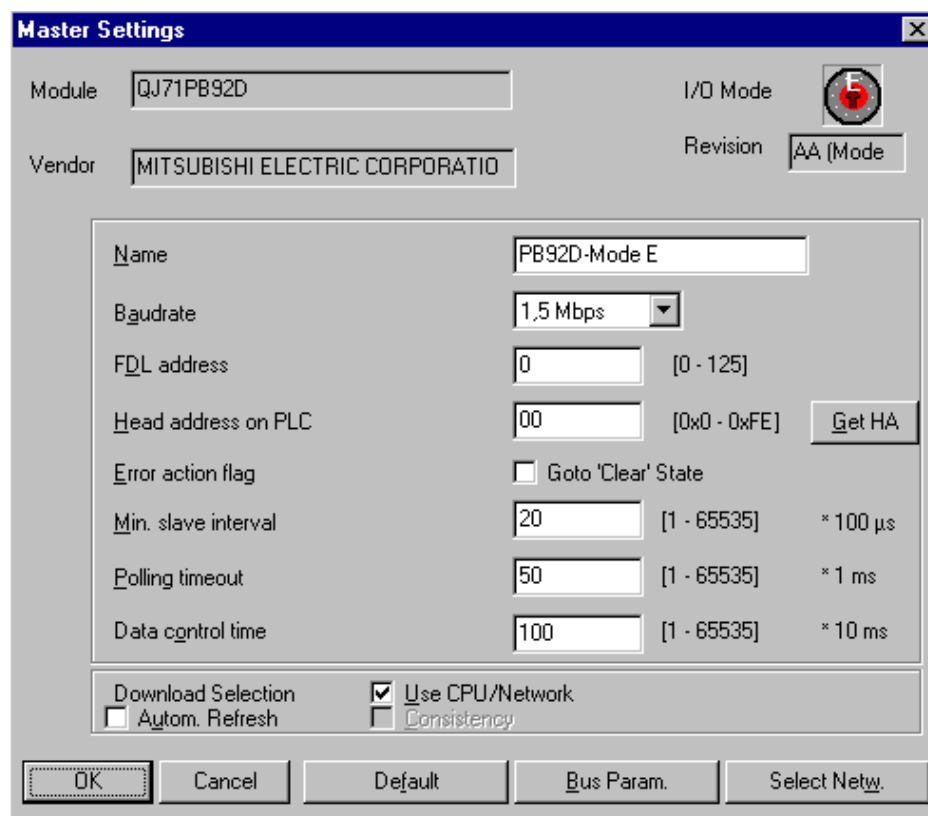 Master Settings
Module QJ71PB92D I/O Mode E
Revision AA (Mode
Vendor MITSUBISHI ELECTRIC CORPORATIO
Name PB92D-Mode E
Baudrate 1,5 Mbps
FDL address 0 [0 - 125]
Head address on PLC 00 [0x0 - 0xFE] Get HA
Error action flag Goto 'Clear' State
Min. slave interval 20 [1 - 65535] * 100 µs
Polling timeout 50 [1 - 65535] * 1 ms
Data control time 100 [1 - 65535] * 10 ms
Download Selection Use CPU/Network
Autom. Refresh Consistency
OK Cancel Default Bus Param. Select Netw.